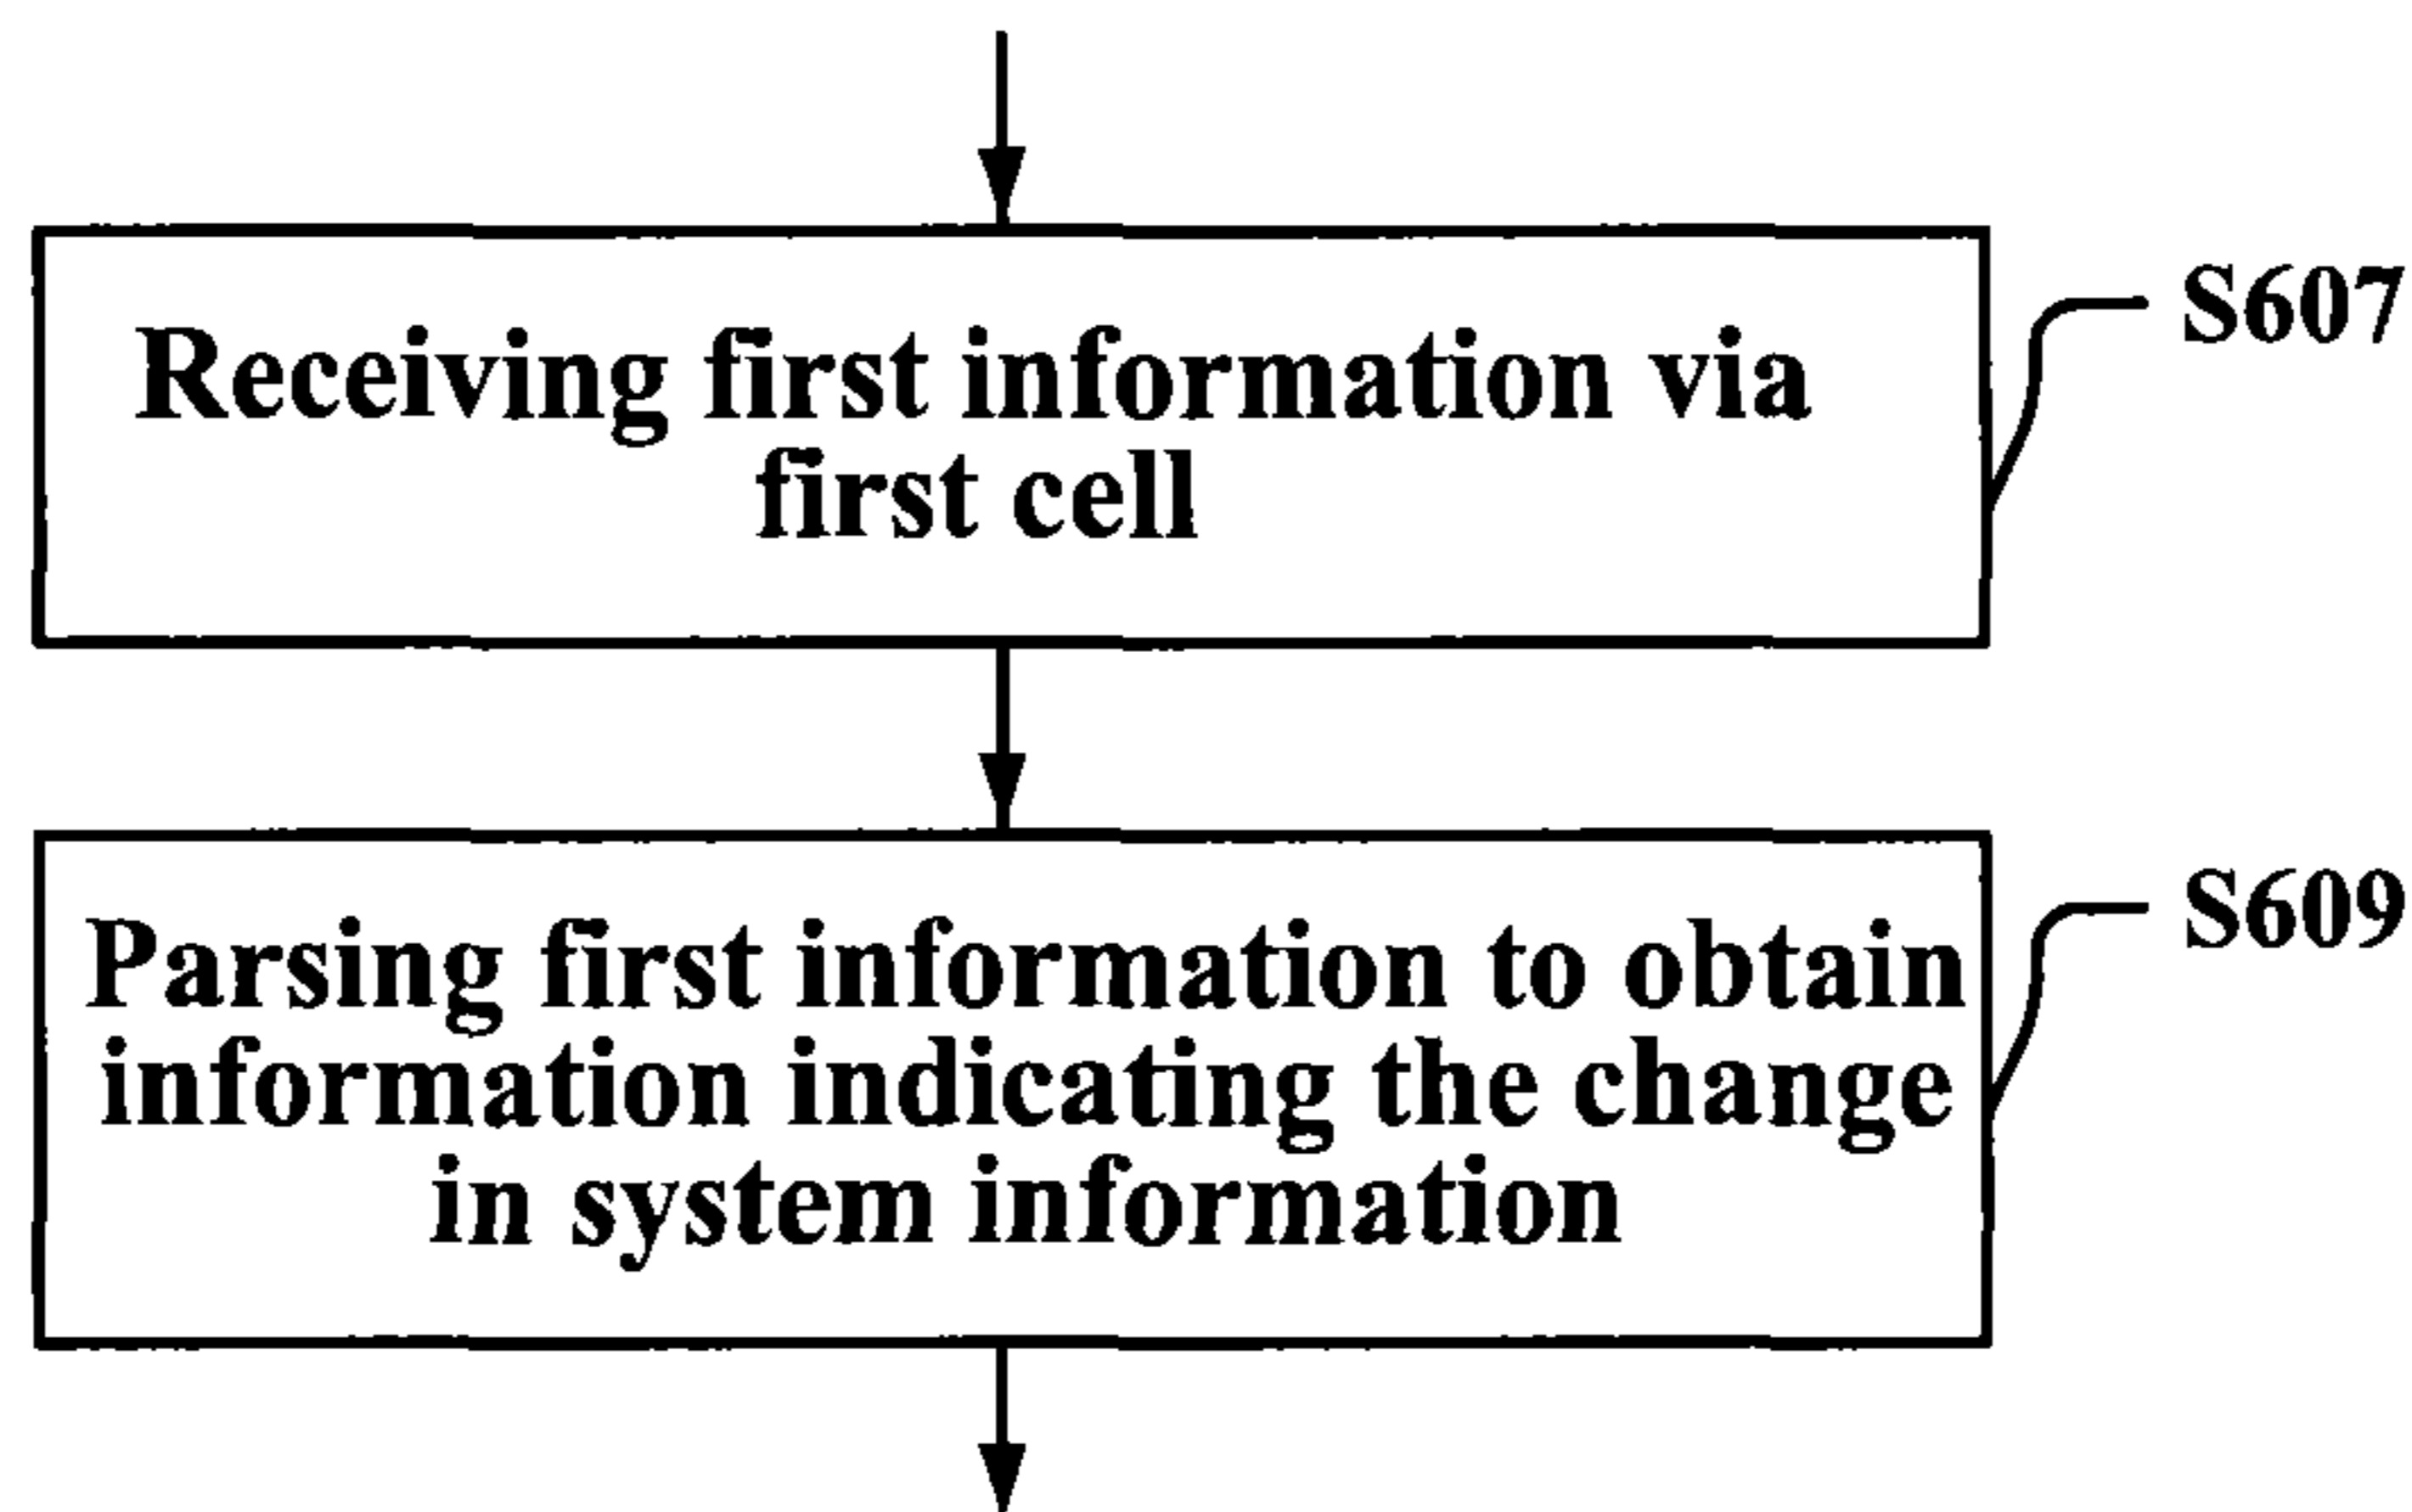 Receiving first information via
first cell
S607
Parsing first information to obtain
information indicating the change
in system information
S609